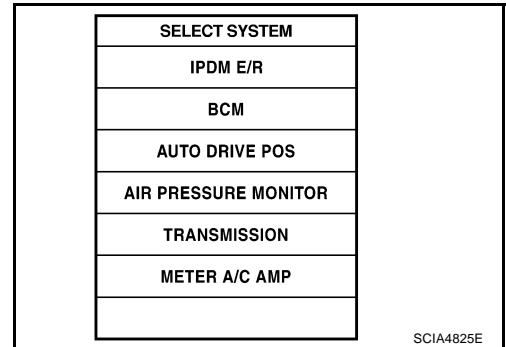 SELECT SYSTEM
IPDM E/R
BCM
AUTO DRIVE POS
AIR PRESSURE MONITOR
TRANSMISSION
METER A/C AMP
SCIA4825E